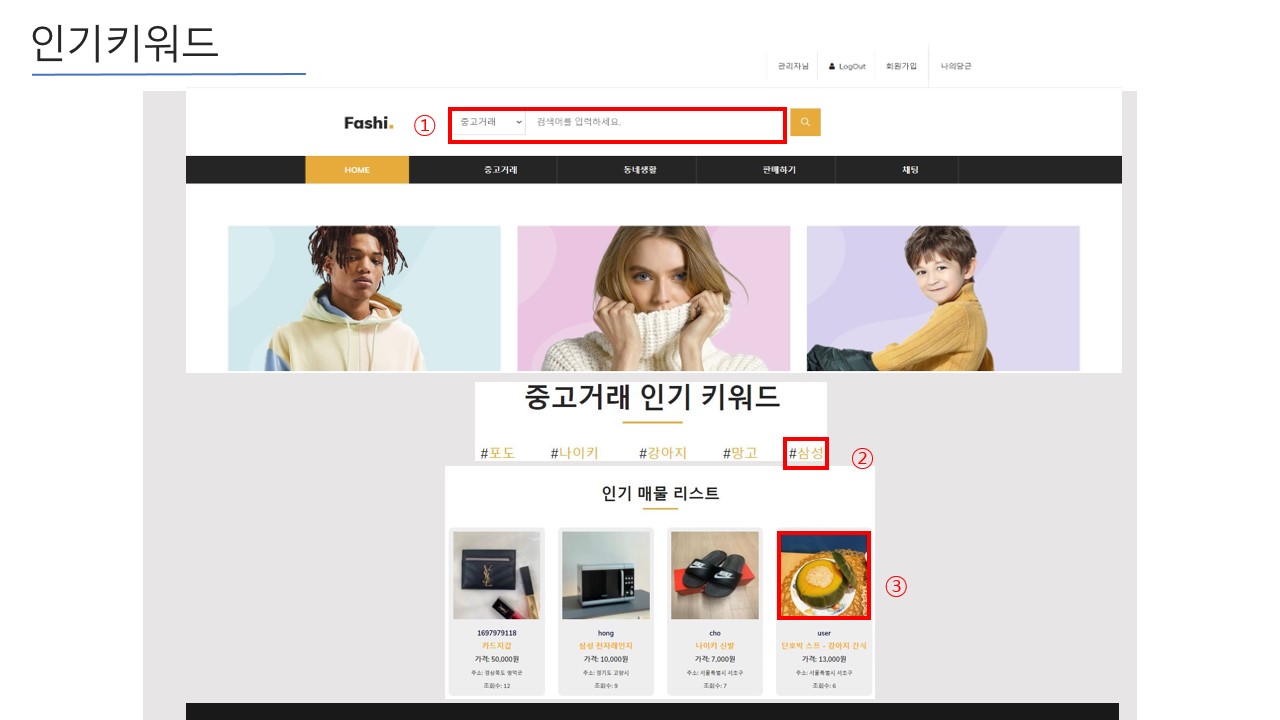 인기키워드
관리자님 LogOut 회원가입 나의당근
Fashi. ① 중고거래 검색어를 입력하세요.
HOME 중고거래 동네생활 판매하기 채팅
중고거래 인기 키워드
#포도 #나이키 #강아지 #망고 #삼성 ②
인기 매물 리스트
③
1697979118 hong cho user
카드지갑 삼성 전자레인지 나이키 신발 단호박 스프 - 강아지 간식
가격: 50,000원 가격: 10,000원 가격: 7,000원 가격: 13,000원
주소: 경상북도 영덕군 주소: 경기도 고양시 주소: 서울특별시 서초구 주소: 서울특별시 서초구
조회수: 12 조회수: 9 조회수: 7 조회수: 6